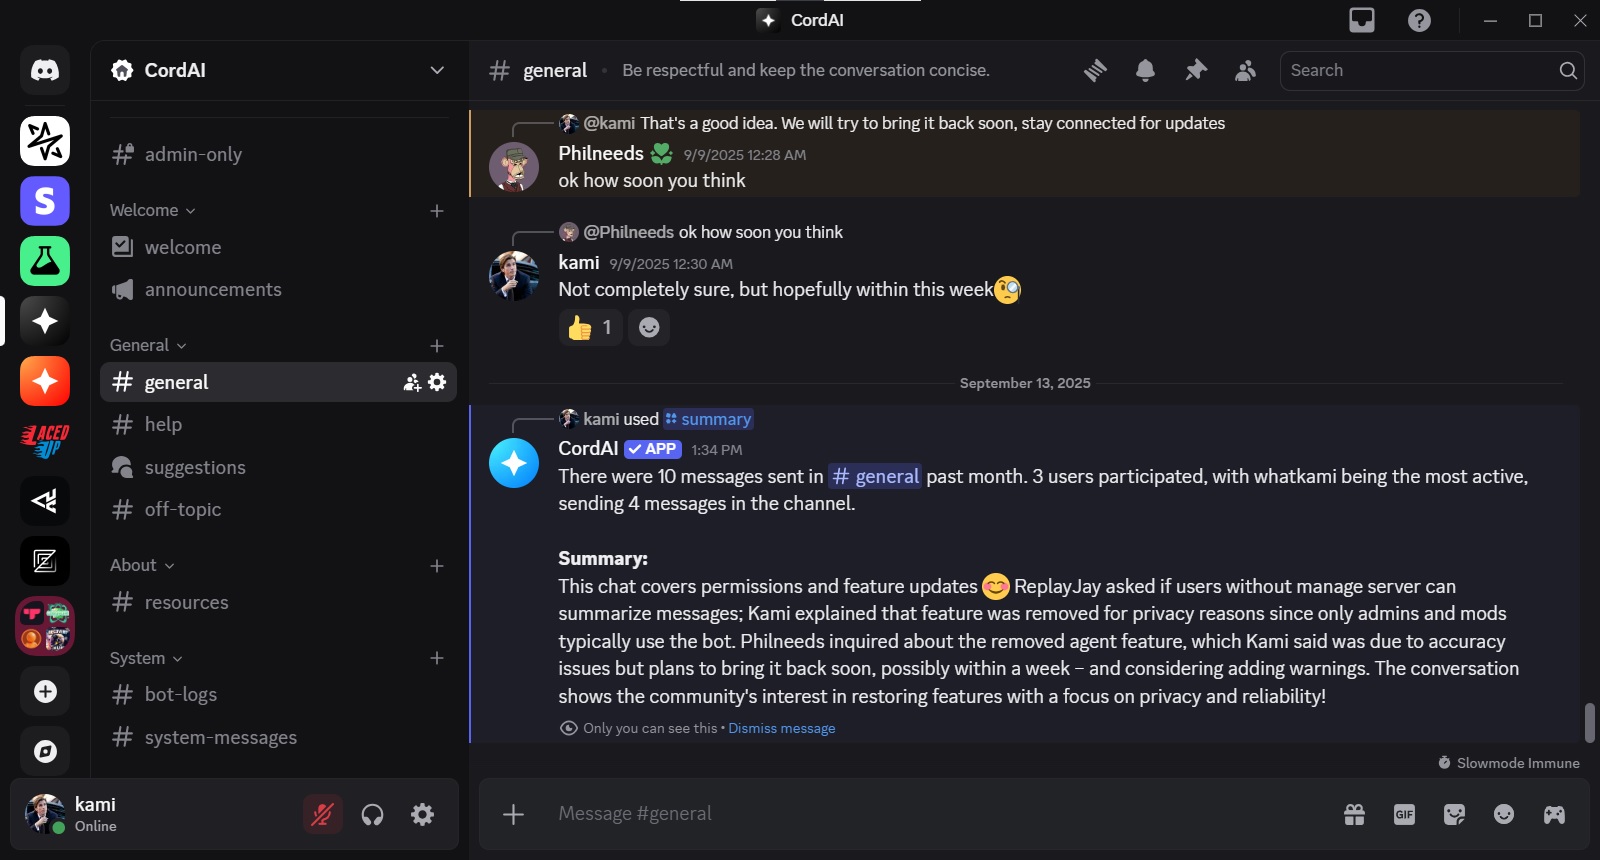 CordAI
CordAI
admin-only
Welcome
welcome
announcements
General
general
help
suggestions
off-topic
About
resources
System
bot-logs
system-messages
kami
Online
S
LACED UP
general • Be respectful and keep the conversation concise.
Search
@kami That's a good idea. We will try to bring it back soon, stay connected for updates
Philneeds 9/9/2025 12:28 AM
ok how soon you think
@Philneeds ok how soon you think
kami 9/9/2025 12:30 AM
Not completely sure, but hopefully within this week🧐
👍 1
September 13, 2025
kami used summary
CordAI ✓ APP 1:34 PM
There were 10 messages sent in # general past month. 3 users participated, with whatkami being the most active,
sending 4 messages in the channel.
Summary:
This chat covers permissions and feature updates 😊 ReplayJay asked if users without manage server can
summarize messages; Kami explained that feature was removed for privacy reasons since only admins and mods
typically use the bot. Philneeds inquired about the removed agent feature, which Kami said was due to accuracy
issues but plans to bring it back soon, possibly within a week – and considering adding warnings. The conversation
shows the community's interest in restoring features with a focus on privacy and reliability!
Only you can see this • Dismiss message
Slowmode Immune
Message #general
GIF